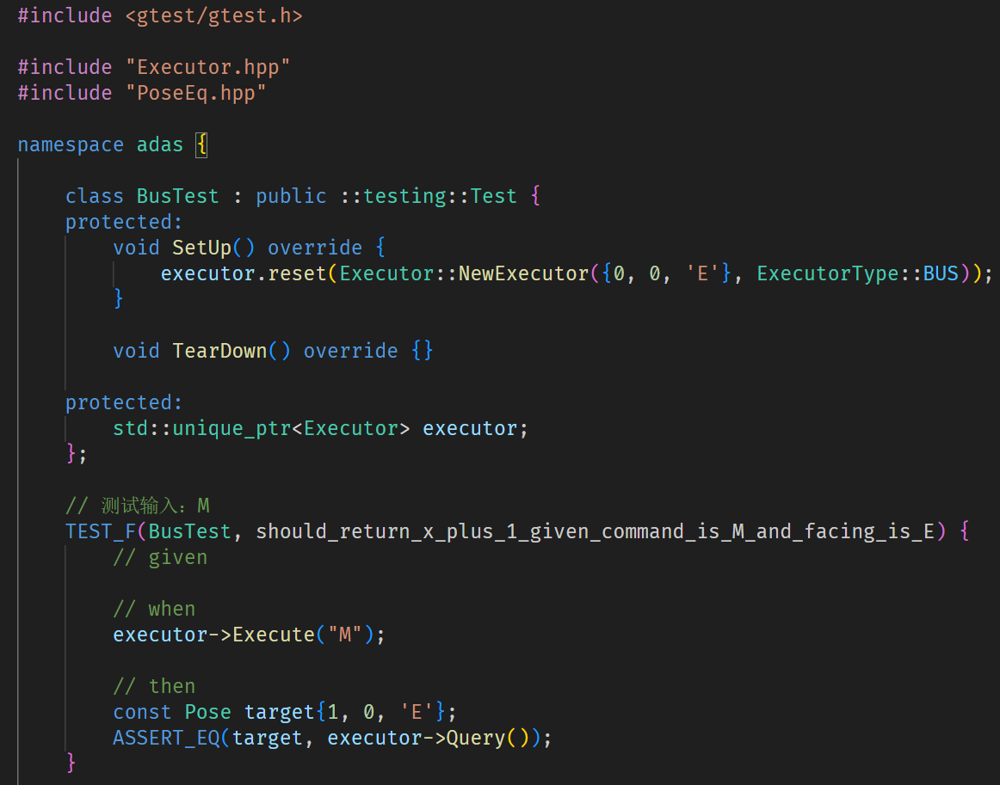 #include <gtest/gtest.h>
#include "Executor.hpp"
#include "PoseEq.hpp"
namespace adas {
class BusTest : public ::testing::Test {
protected:
void SetUp() override {
executor.reset(Executor::NewExecutor({0, 0, 'E'}, ExecutorType::BUS));
}
void TearDown() override {}
protected:
std::unique_ptr<Executor> executor;
};
// 测试输入：M
TEST_F(BusTest, should_return_x_plus_1_given_command_is_M_and_facing_is_E) {
// given
// when
executor->Execute("M");
// then
const Pose target{1, 0, 'E'};
ASSERT_EQ(target, executor->Query());
}